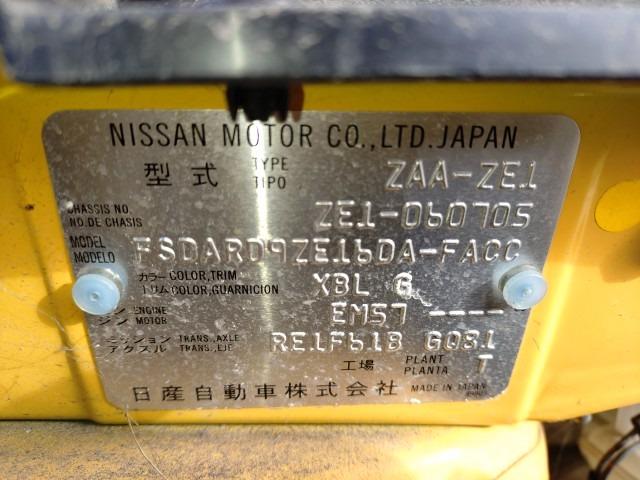 NISSAN MOTOR CO.,LTD.JAPAN
型式 TYPE TIPO ZAA-ZE1
CHASSIS NO. NO.DE CHASIS ZE1-060705
MODEL MODELO FSDARD9ZE16DA-FACC
カラー COLOR,TRIM トリム COLOR,GUARNICION XBL G
ENGINE MOTOR EM57 ----
ミッション TRANS.,AXLE アクスル TRANS.,EJE RE1F61B GQ81
工場 PLANT PLANTA T
日産自動車株式会社 MADE IN JAPAN